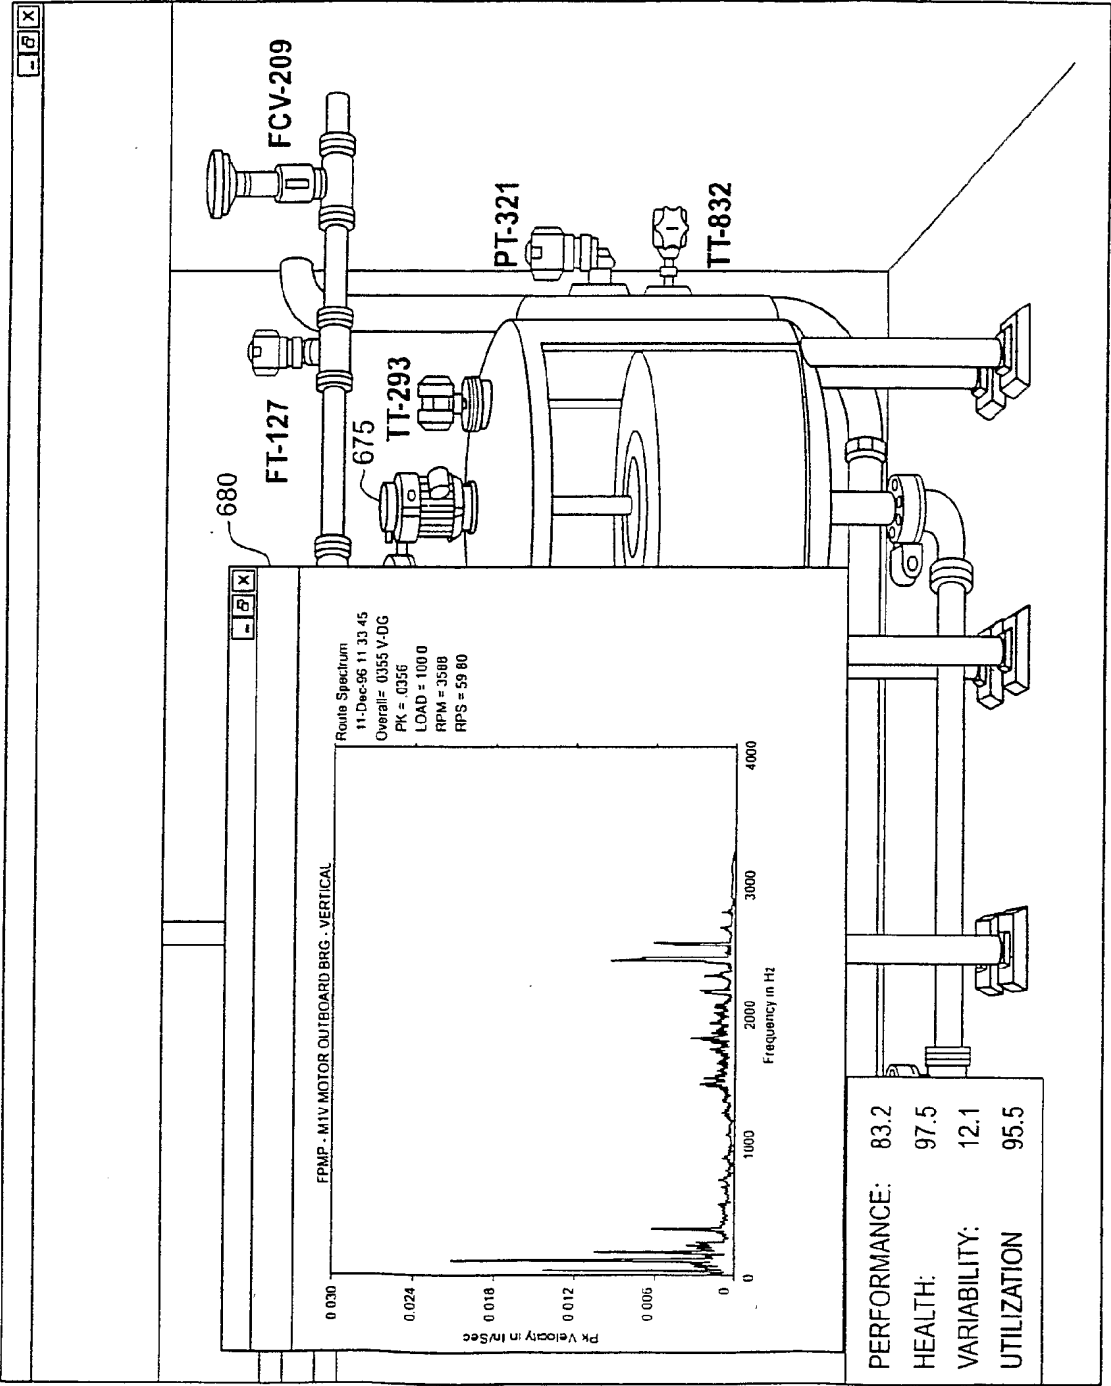 FCV-209
PT-321
TT-832
FT-127
TT-293
675
680
Route Spectrum
11-Dec-96 11 33 45
Overall= 0355 V-DG
PK = .0356
LOAD = 100 0
RPM = 3588
RPS = 59 80
FPMP - M1V MOTOR OUTBOARD BRG - VERTICAL
Pk Velocity in In/Sec
0 030
0.024
0 018
0 012
0 006
0
0
1000
2000
3000
4000
Frequency in Hz
PERFORMANCE: 83.2
HEALTH: 97.5
VARIABILITY: 12.1
UTILIZATION 95.5